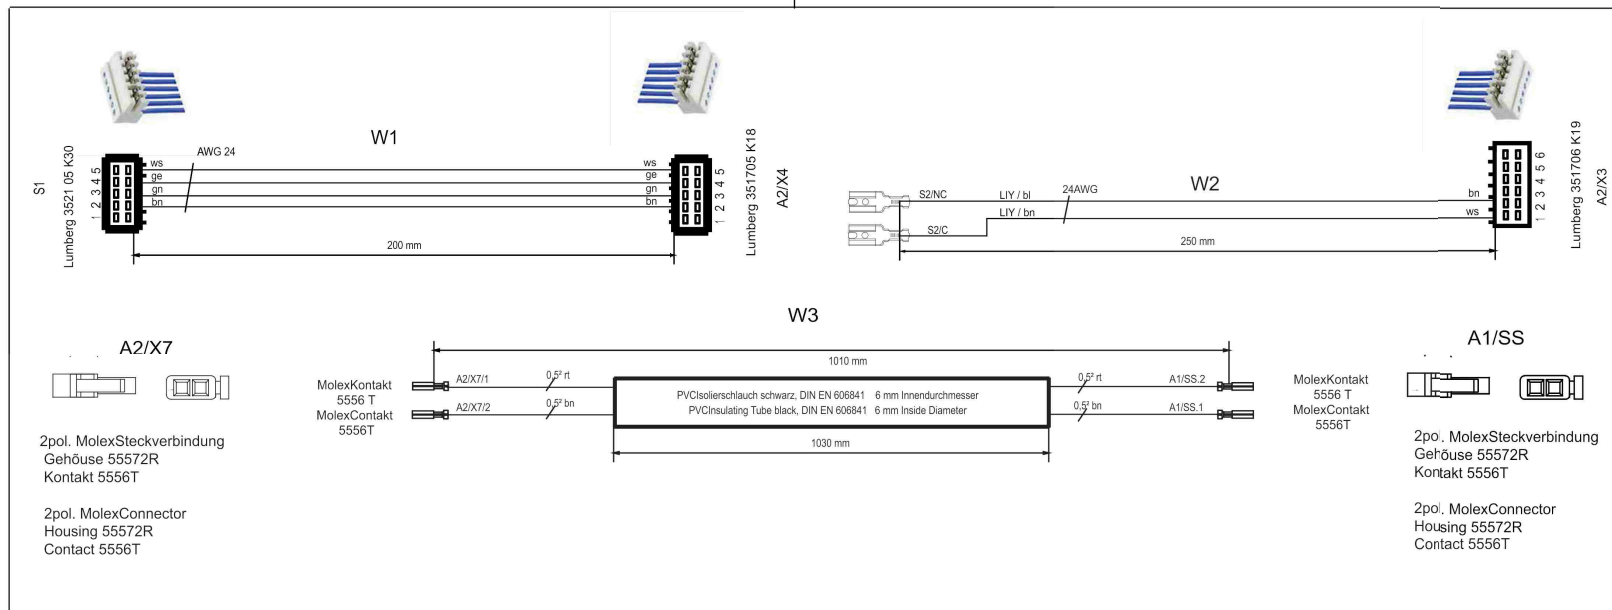 W1
S1
Lumberg 3521 05 K30
1 2 3 4 5
AWG 24
ws
ge
gn
bn
ws
ge
gn
bn
1 2 3 4 5
Lumberg 351705 K18
A2/X4
200 mm
W2
S2/NC
LIY / bl
24AWG
bn
LIY / bn
ws
S2/C
250 mm
1 2 3 4 5 6
Lumberg 351706 K19
A2/X3
W3
A2/X7
2pol. MolexSteckverbindung
Gehöuse 55572R
Kontakt 5556T
2pol. MolexConnector
Housing 55572R
Contact 5556T
1010 mm
MolexKontakt
5556 T
MolexContact
5556T
A2/X7/1
0,5² rt
A2/X7/2
0,5² bn
PVCIsolierschlauch schwarz, DIN EN 606841 6 mm Innendurchmesser
PVCInsulating Tube black, DIN EN 606841 6 mm Inside Diameter
1030 mm
0,5² rt
A1/SS.2
0,5² bn
A1/SS.1
MolexKontakt
5556 T
MolexContact
5556T
A1/SS
2pol. MolexSteckverbindung
Gehöuse 55572R
Kontakt 5556T
2pol. MolexConnector
Housing 55572R
Contact 5556T